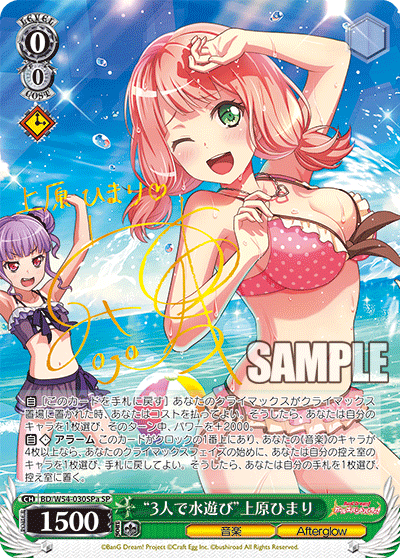 LEVEL
0
0
COST
上原ひまり
SAMPLE
自 [このカードを手札に戻す] あなたのクライマックスがクライマックス
置場に置かれた時、あなたはコストを払ってよい。そうしたら、あなたは自分の
キャラを1枚選び、そのターン中、パワーを+2000。
自 アラーム このカードがクロックの1番上にあり、あなたの《音楽》のキャラが
4枚以上なら、あなたのクライマックスフェイズの始めに、あなたは自分の控え室の
キャラを1枚選び、手札に戻してよい。そうしたら、あなたは自分の手札を1枚選び、
控え室に置く。
CR BD/W54-030SPa SP
1500
“3人で水遊び”上原ひまり
音楽
Afterglow
©BanG Dream! Project ©Craft Egg Inc. ©bushiroad All Rights Reserved.